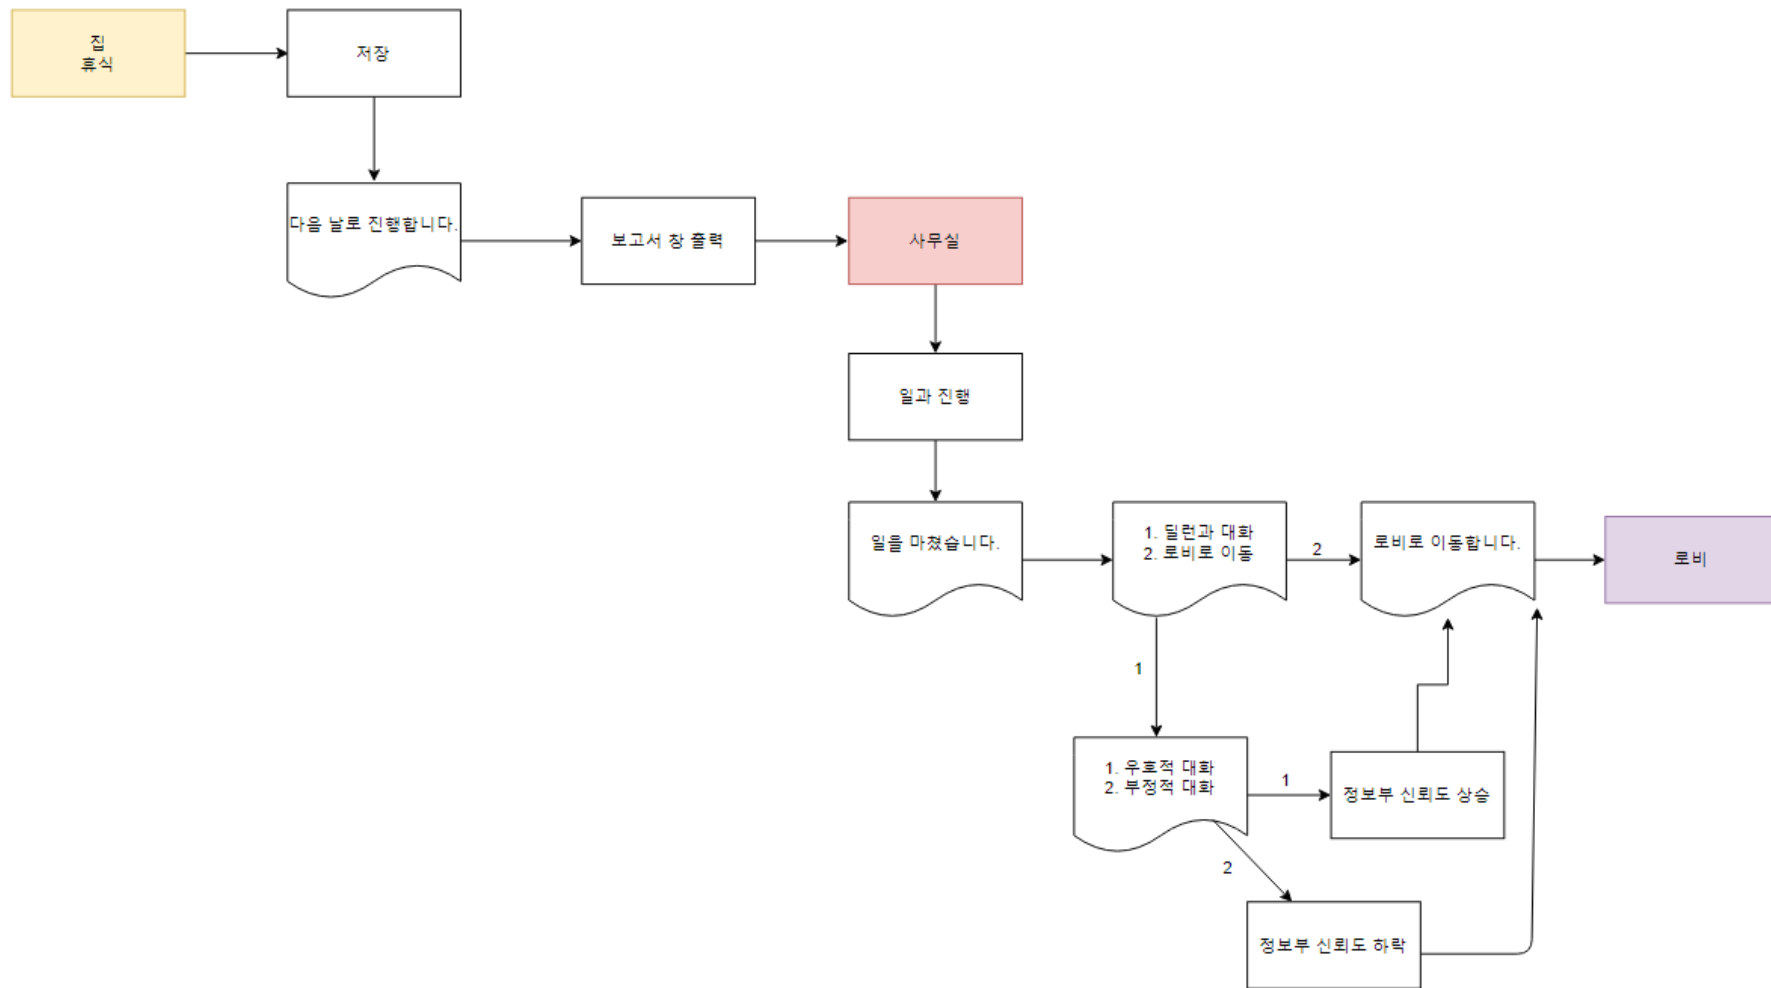 집
휴식
저장
다음 날로 진행합니다.
보고서 창 출력
사무실
일과 진행
일을 마쳤습니다.
1. 딜런과 대화
2. 로비로 이동
2
로비로 이동합니다.
로비
1
1. 우호적 대화
2. 부정적 대화
1
정보부 신뢰도 상승
2
정보부 신뢰도 하락